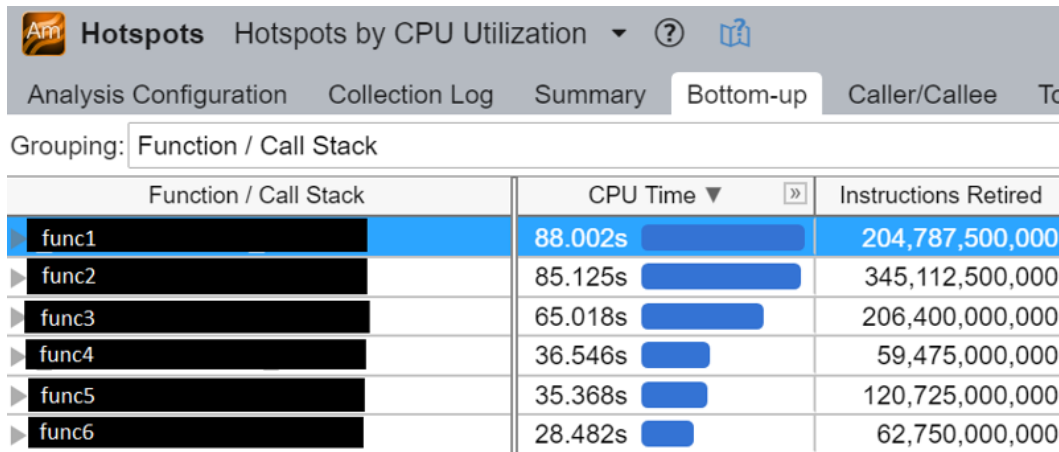 Am Hotspots Hotspots by CPU Utilization
Analysis Configuration Collection Log Summary Bottom-up Caller/Callee
Grouping: Function / Call Stack
Function / Call Stack CPU Time ▼ » Instructions Retired
func1 88.002s 204,787,500,000
func2 85.125s 345,112,500,000
func3 65.018s 206,400,000,000
func4 36.546s 59,475,000,000
func5 35.368s 120,725,000,000
func6 28.482s 62,750,000,000